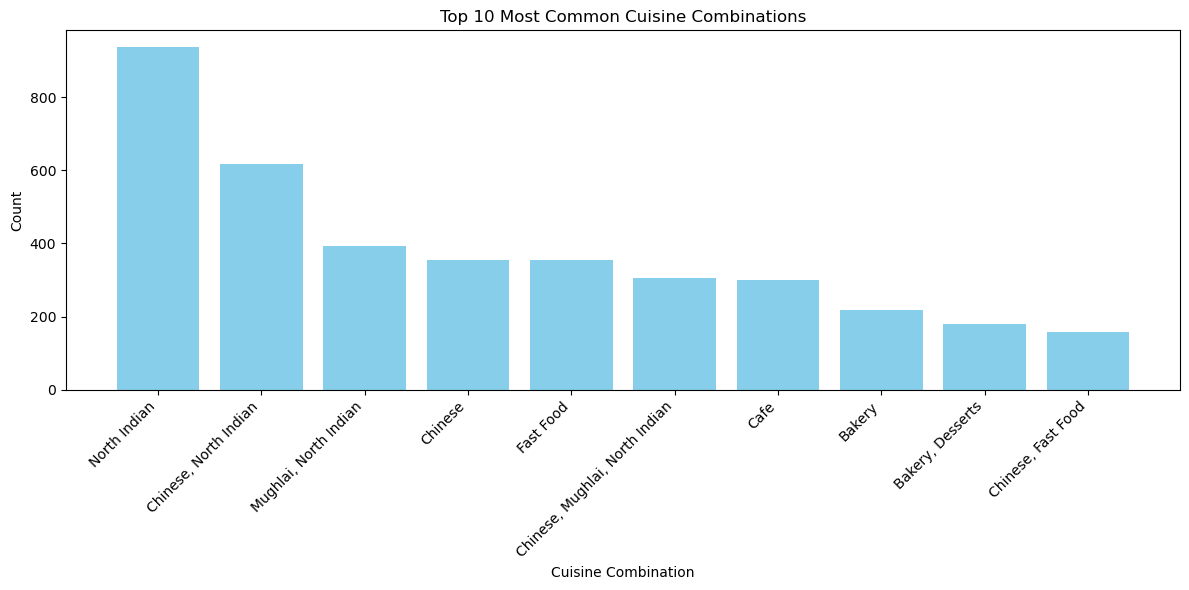 Top 10 Most Common Cuisine Combinations
Count
800
600
400
200
0
North Indian
Chinese, North Indian
Mughlai, North Indian
Chinese
Fast Food
Chinese, Mughlai, North Indian
Cafe
Bakery
Bakery, Desserts
Chinese, Fast Food
Cuisine Combination